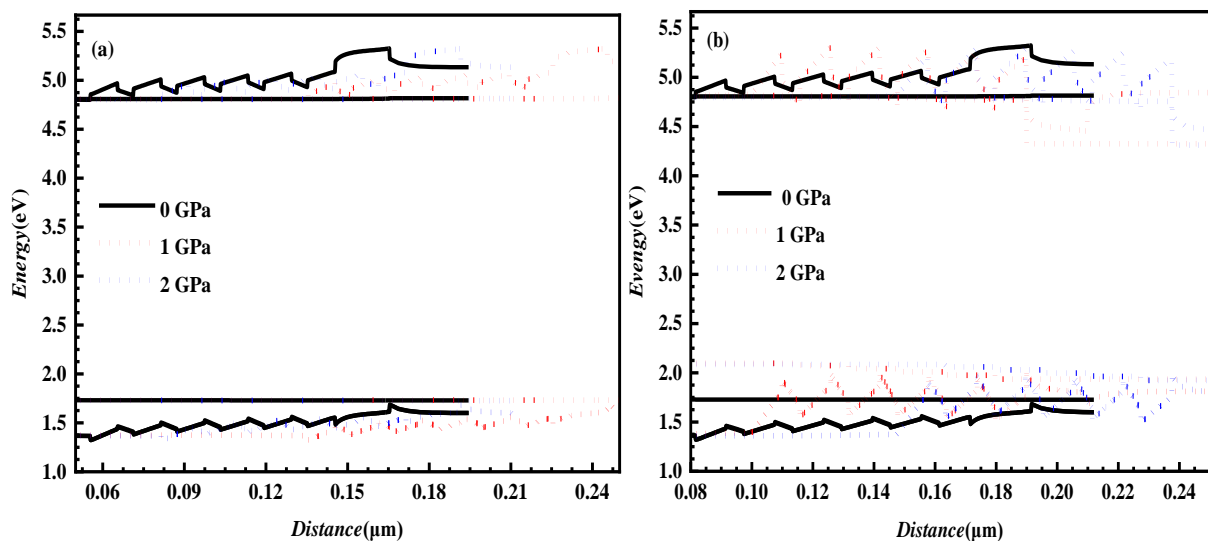 (a)
5.5
5.0
4.5
4.0
3.5
3.0
2.5
2.0
1.5
1.0
Energy(eV)
0 GPa
1 GPa
2 GPa
0.06 0.09 0.12 0.15 0.18 0.21 0.24
Distance(μm)
(b)
5.5
5.0
4.5
4.0
3.5
3.0
2.5
2.0
1.5
1.0
Evengy(eV)
0 GPa
1 GPa
2 GPa
0.08 0.10 0.12 0.14 0.16 0.18 0.20 0.22 0.24
Distance(μm)